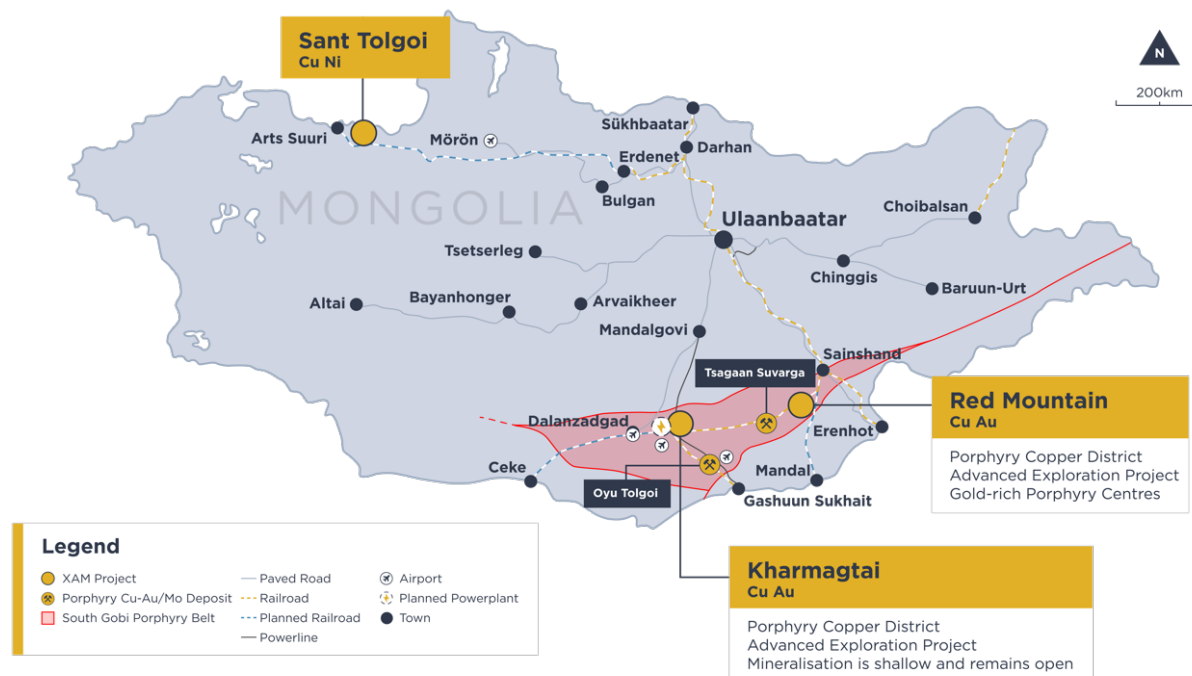 Sant Tolgoi
Cu Ni
N
200km
Arts Suuri
Mörön
Sükhbaatar
Darhan
Erdenet
Bulgan
MONGOLIA
Ulaanbaatar
Choibalsan
Tsetserleg
Chinggis
Baruun-Urt
Altai
Bayanhonger
Arvaikheer
Mandalgovi
Sainshand
Tsagaan Suvarga
Red Mountain
Cu Au
Porphyry Copper District
Advanced Exploration Project
Gold-rich Porphyry Centres
Dalanzadgad
Erenhot
Ceke
Mandal
Oyu Tolgoi
Gashuun Sukhait
Legend
XAM Project
Porphyry Cu-Au/Mo Deposit
South Gobi Porphyry Belt
Paved Road
Railroad
Planned Railroad
Powerline
Airport
Planned Powerplant
Town
Kharmagtai
Cu Au
Porphyry Copper District
Advanced Exploration Project
Mineralisation is shallow and remains open